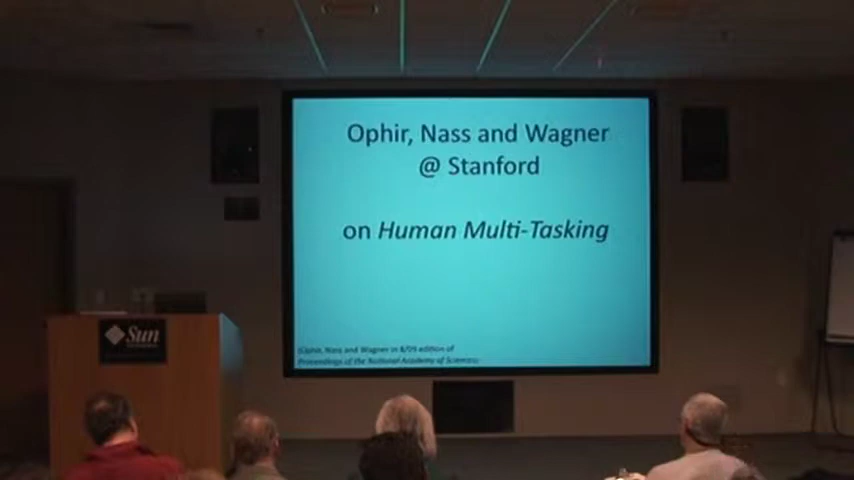 Ophir, Nass and Wagner
@ Stanford
on Human Multi-Tasking
(Ophir, Nass and Wagner in 8/09 edition of
Proceedings of the National Academy of Sciences)
Sun